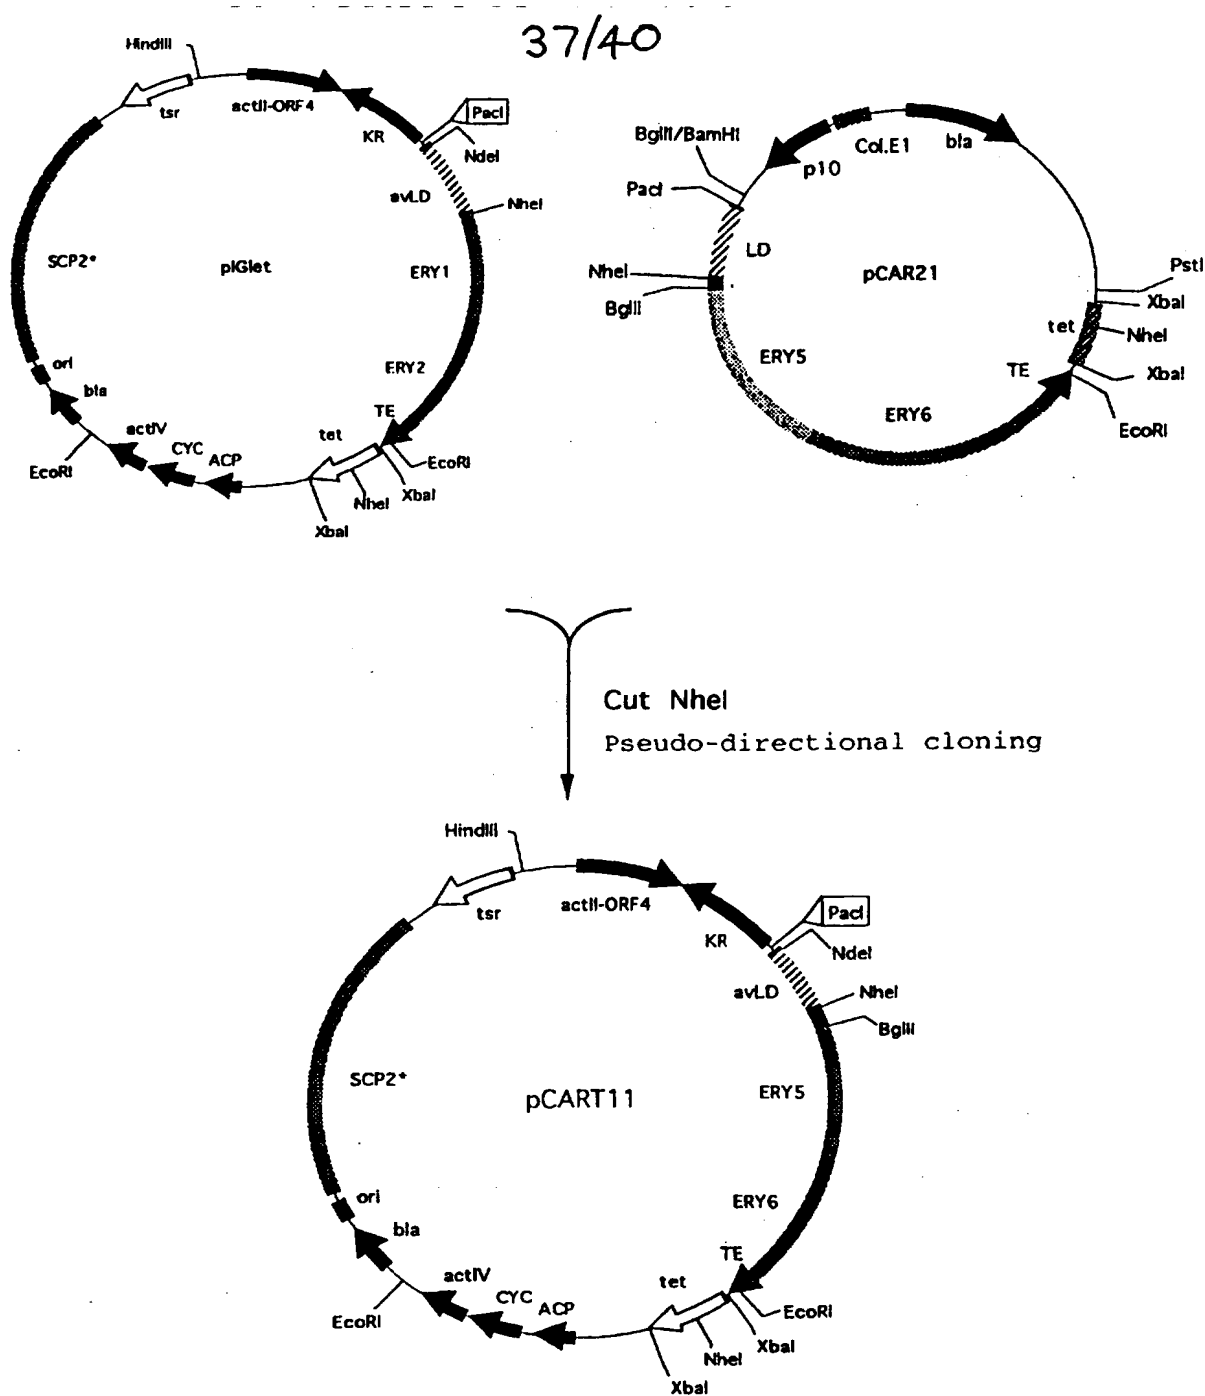 37/40
HindIII
tsr
actII-ORF4
KR
PacI
NdeI
avLD
NheI
SCP2*
pIGlet
ERY1
ERY2
ori
bla
TE
tet
actIV
CYC
ACP
EcoRI
EcoRI
NheI
XbaI
XbaI
BglII/BamHI
p10
Col.E1
bla
PacI
LD
pCAR21
NheI
BglII
PstI
XbaI
tet
NheI
ERY5
TE
XbaI
ERY6
EcoRI
Cut NheI
Pseudo-directional cloning
HindIII
tsr
actII-ORF4
KR
PacI
NdeI
avLD
NheI
BglII
SCP2*
pCART11
ERY5
ori
ERY6
bla
TE
actIV
tet
CYC
ACP
EcoRI
EcoRI
XbaI
NheI
XbaI